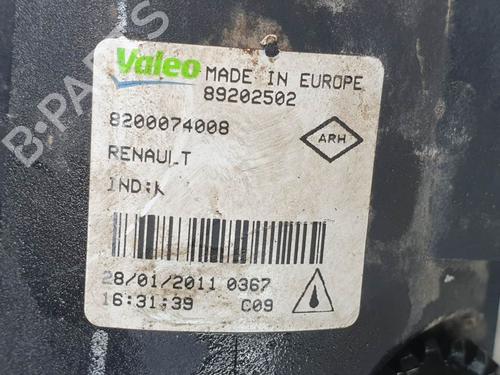 Valeo MADE IN EUROPE
89202502
8200074008
ARH
RENAULT
IND:K
28/01/2011 0367
16:31:39 C09
B-PARTS